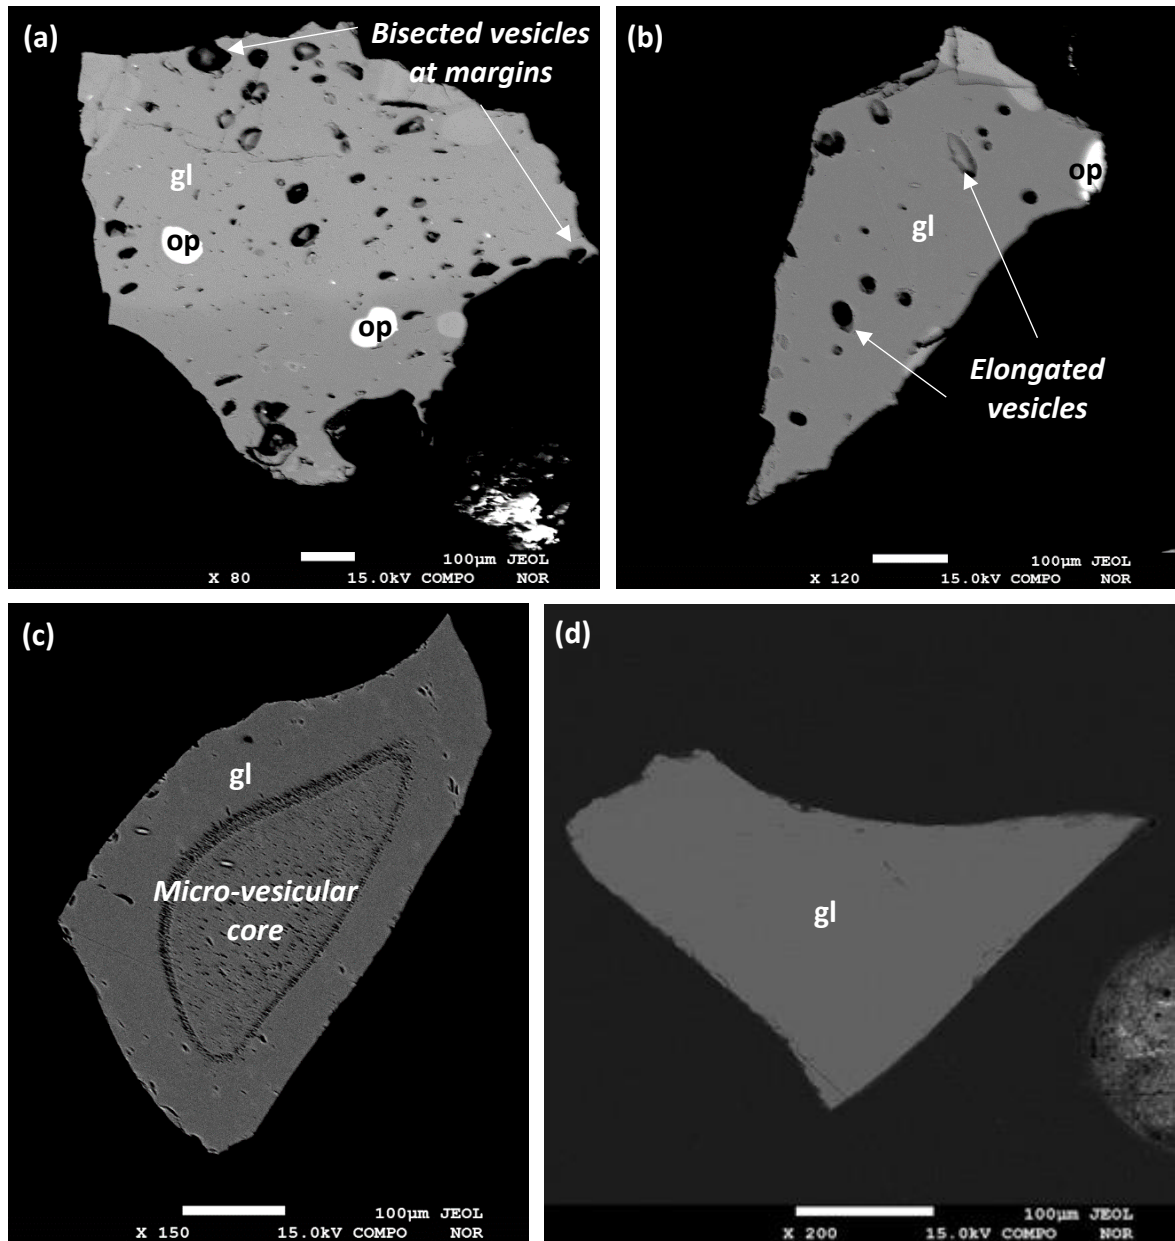 (a)
Bisected vesicles
at margins
gl
op
op
100µm JEOL
X 80 15.0kV COMPO NOR
(b)
op
gl
Elongated
vesicles
100µm JEOL
X 120 15.0kV COMPO NOR
(c)
gl
Micro-vesicular
core
100µm JEOL
X 150 15.0kV COMPO NOR
(d)
gl
100µm JEOL
X 200 15.0kV COMPO NOR